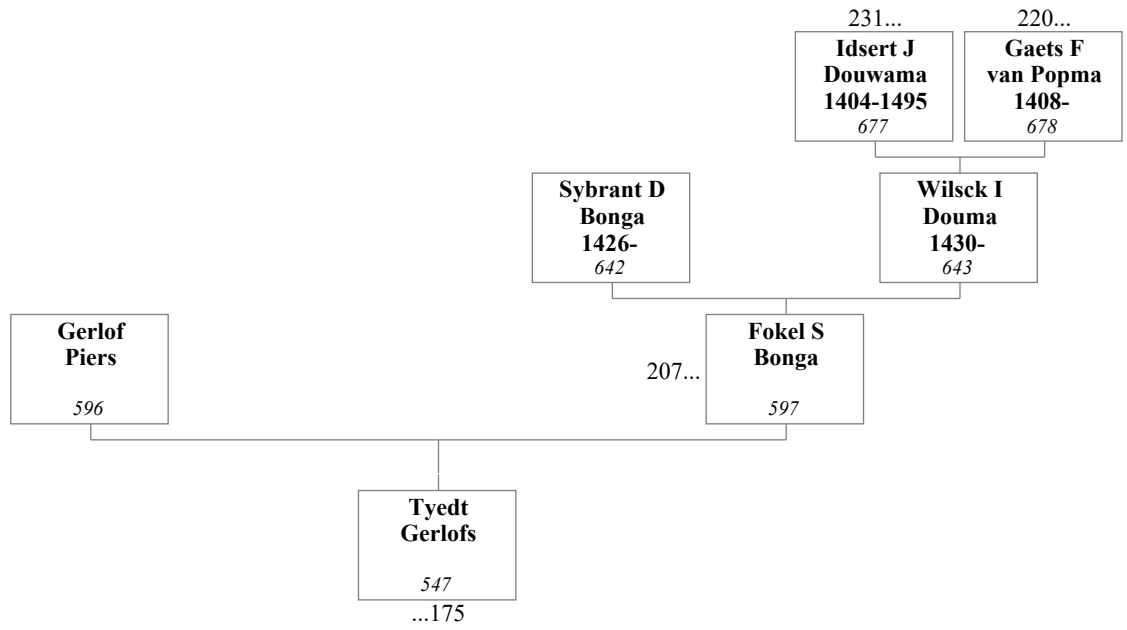 231...
220...
Idsert J
Douwama
1404-1495
677
Gaets F
van Popma
1408-
678
Sybrant D
Bonga
1426-
642
Wilsck I
Douma
1430-
643
Gerlof
Piers
596
207...
Fokel S
Bonga
597
Tyedt
Gerlofs
547
...175